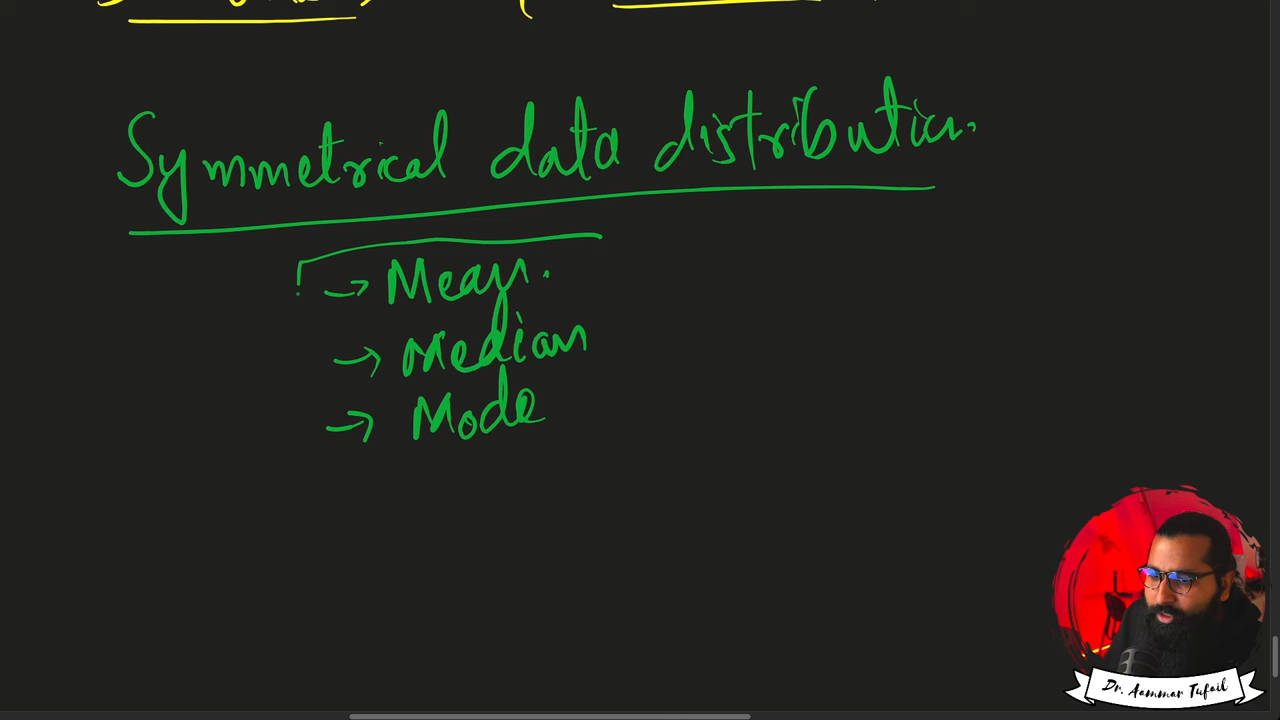 Symmetrical data distribution.
→ Mean.
→ Median
→ Mode
Dr. Aammar Tufail